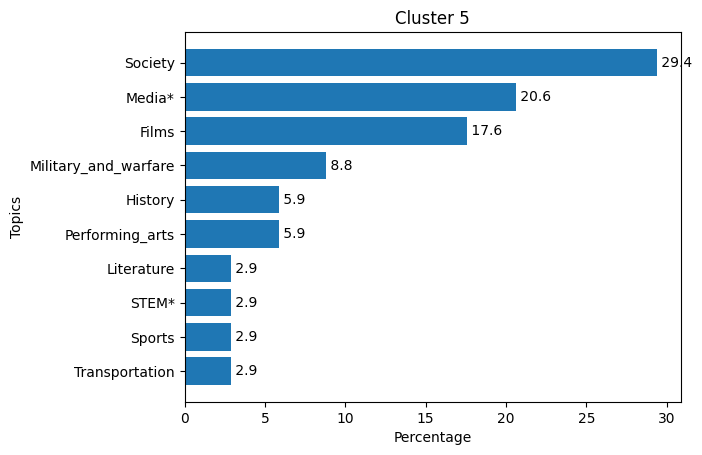 Cluster 5
Topics
Society 29.4
Media* 20.6
Films 17.6
Military_and_warfare 8.8
History 5.9
Performing_arts 5.9
Literature 2.9
STEM* 2.9
Sports 2.9
Transportation 2.9
0 5 10 15 20 25 30
Percentage